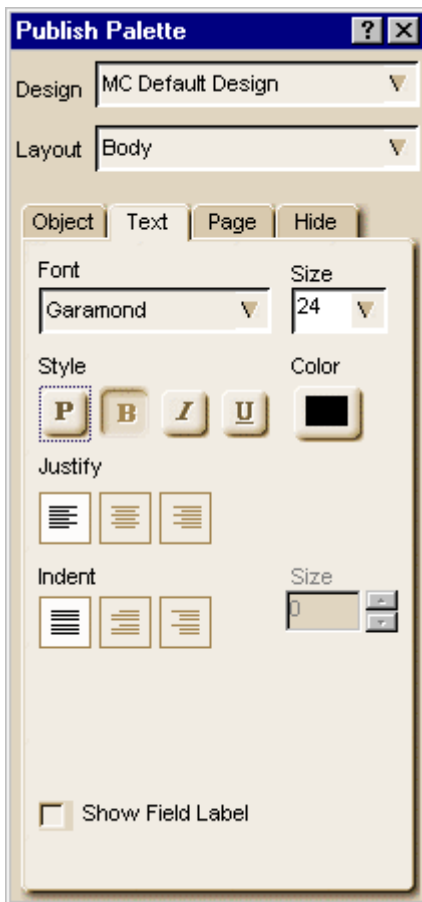 Publish Palette ? X
Design MC Default Design
Layout Body
Object Text Page Hide
Font Size
Garamond 24
Style Color
P B I U
Justify
Indent Size
0
Show Field Label